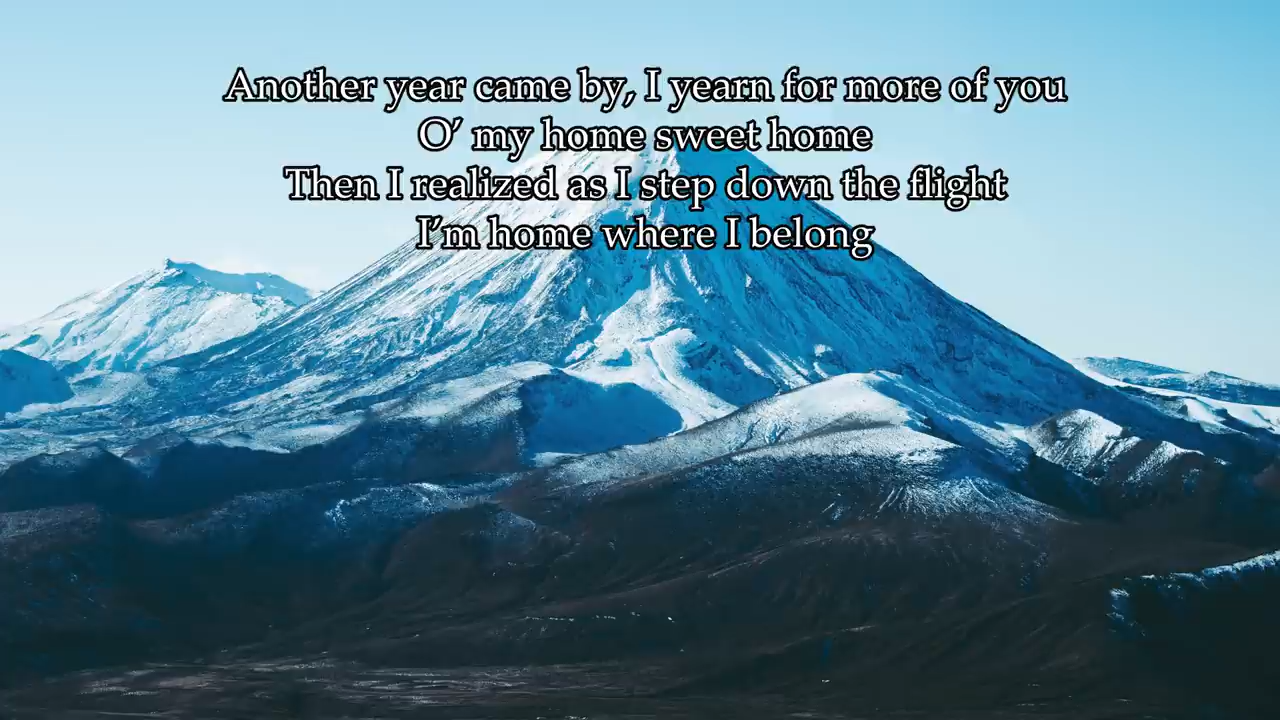 Another year came by, I yearn for more of you
O’ my home sweet home
Then I realized as I step down the flight
I’m home where I belong